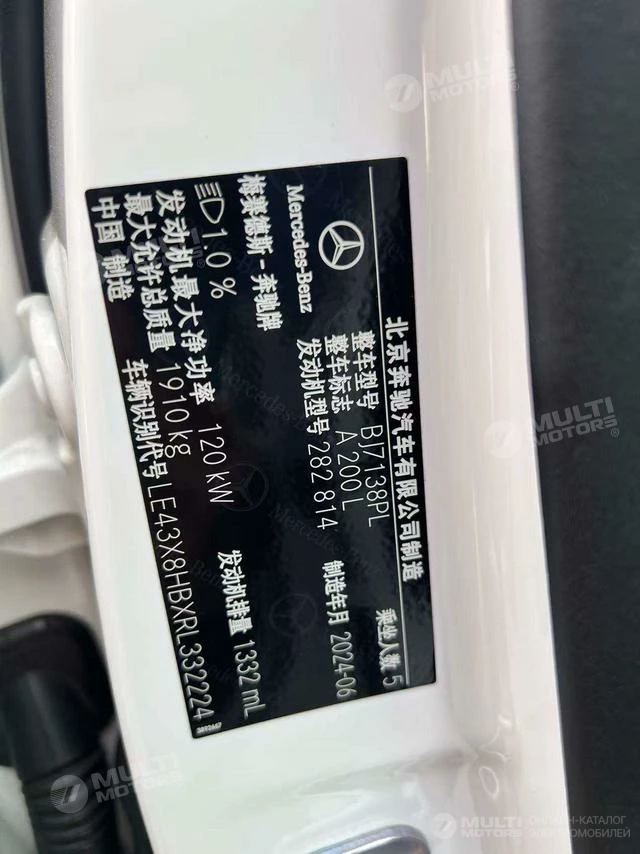 北京奔驰汽车有限公司制造
Mercedes-Benz
梅赛德斯-奔驰牌
整车型号 BJ7138PL
整车标志 A 200 L
发动机型号 282 814
乘坐人数 5
制造年月 2024-06
10 %
发动机最大净功率 120 kW
发动机排量 1332 mL
最大允许总质量 1910 kg
中国 制造
车辆识别代号 LE43X8HBXRL332224
MULTI
MOTORS®
MULTI
MOTORS®
MULTI
MOTORS
MULTI
MOTORS
ОНЛАЙН-КАТАЛОГ
ЭЛЕКТРОМОБИЛЕЙ